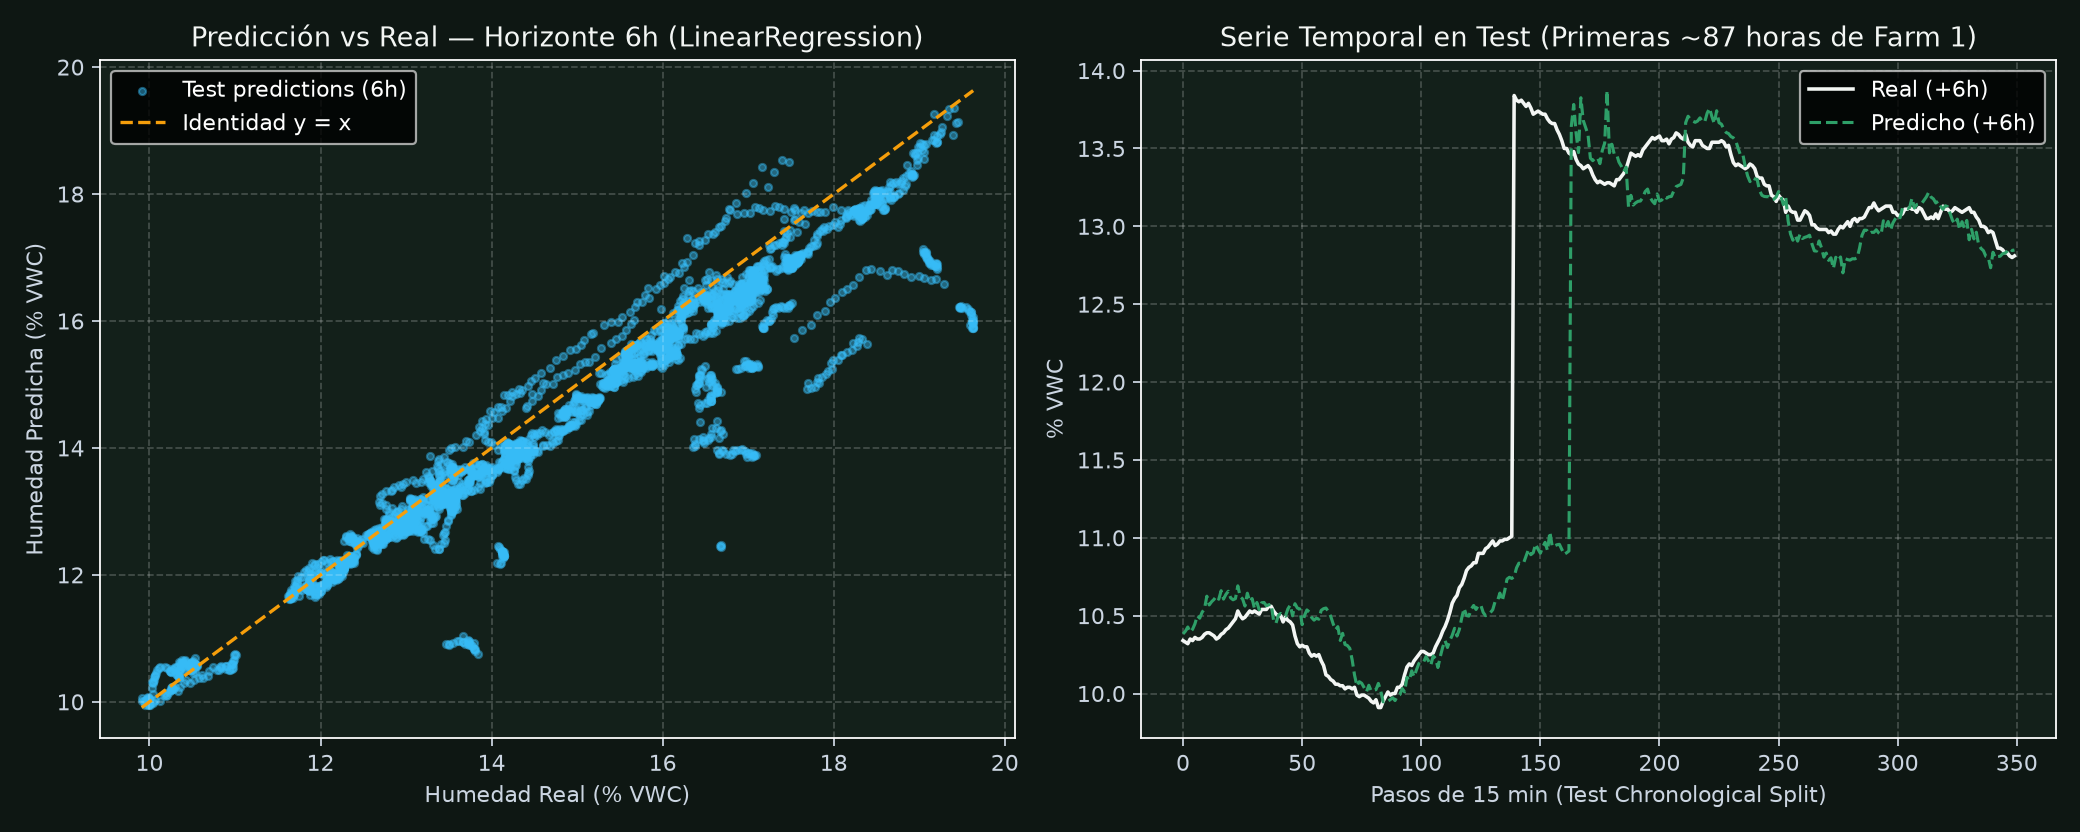 Predicción vs Real — Horizonte 6h (LinearRegression)
Test predictions (6h)
Identidad y = x
Humedad Predicha (% VWC)
20
18
16
14
12
10
10
12
14
16
18
20
Humedad Real (% VWC)
Serie Temporal en Test (Primeras ~87 horas de Farm 1)
Real (+6h)
Predicho (+6h)
% VWC
14.0
13.5
13.0
12.5
12.0
11.5
11.0
10.5
10.0
0
50
100
150
200
250
300
350
Pasos de 15 min (Test Chronological Split)